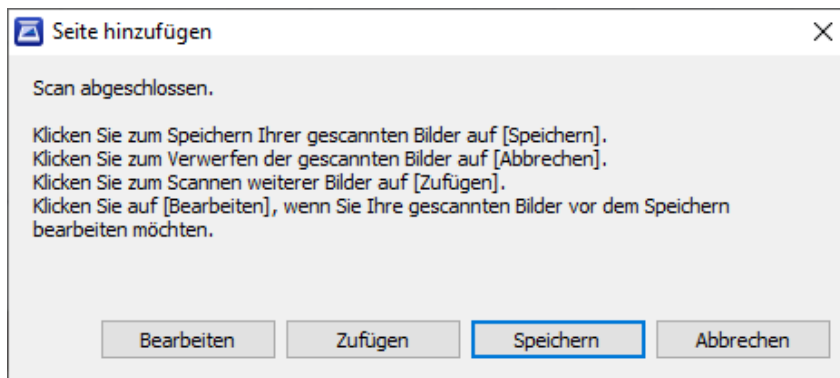 Seite hinzufügen
Scan abgeschlossen.
Klicken Sie zum Speichern Ihrer gescannten Bilder auf [Speichern].
Klicken Sie zum Verwerfen der gescannten Bilder auf [Abbrechen].
Klicken Sie zum Scannen weiterer Bilder auf [Zufügen].
Klicken Sie auf [Bearbeiten], wenn Sie Ihre gescannten Bilder vor dem Speichern
bearbeiten möchten.
Bearbeiten Zufügen Speichern Abbrechen